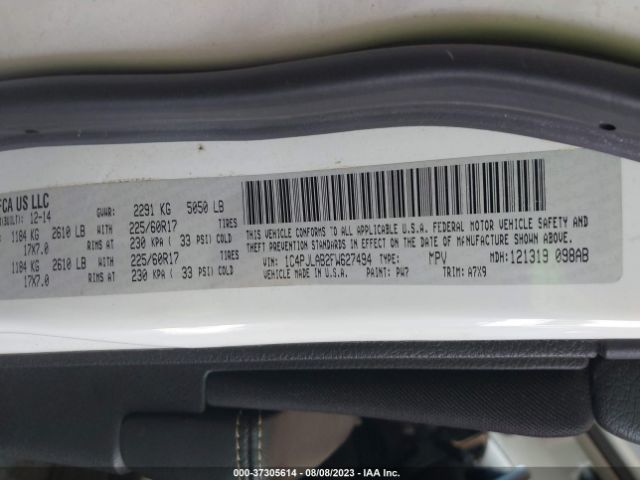 FCA US LLC
(BUILT): 12-14 GVWR: 2291 KG 5050 LB
1184 KG 2610 LB WITH 225/60R17 TIRES
17X7.0 RIMS AT 230 KPA ( 33 PSI) COLD
1184 KG 2610 LB WITH 225/60R17 TIRES
17X7.0 RIMS AT 230 KPA ( 33 PSI) COLD
THIS VEHICLE CONFORMS TO ALL APPLICABLE U.S.A. FEDERAL MOTOR VEHICLE SAFETY AND
THEFT PREVENTION STANDARDS IN EFFECT ON THE DATE OF MANUFACTURE SHOWN ABOVE.
VIN: 1C4PJLAB2FW627494 TYPE: MPV MDH: 121319 098AB
VEHICLE MADE IN U.S.A. PAINT: PW7 TRIM: A7X9
000-37305614 - 08/08/2023 - IAA Inc.